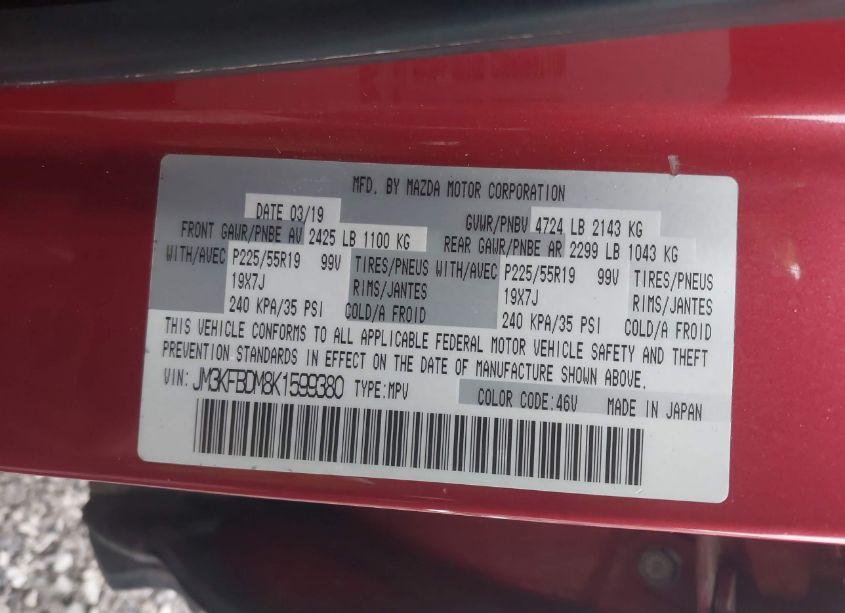 MFD. BY MAZDA MOTOR CORPORATION
DATE 03/19 GVWR/PNBV 4724 LB 2143 KG
FRONT GAWR/PNBE AV 2425 LB 1100 KG REAR GAWR/PNBE AR 2299 LB 1043 KG
WITH/AVEC P225/55R19 99V TIRES/PNEUS WITH/AVEC P225/55R19 99V TIRES/PNEUS
19X7J RIMS/JANTES 19X7J RIMS/JANTES
240 KPA/35 PSI COLD/A FROID 240 KPA/35 PSI COLD/A FROID
THIS VEHICLE CONFORMS TO ALL APPLICABLE FEDERAL MOTOR VEHICLE SAFETY AND THEFT
PREVENTION STANDARDS IN EFFECT ON THE DATE OF MANUFACTURE SHOWN ABOVE.
VIN: JM3KFBDM8K1599380 TYPE:MPV COLOR CODE:46V MADE IN JAPAN